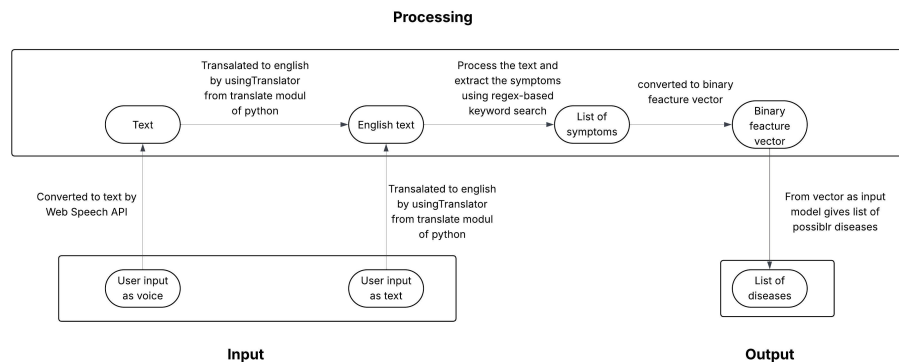 Processing
Transalated to english
by usingTranslator
from translate modul
of python
Process the text and
extract the symptoms
using regex-based
keyword search
converted to binary
feacture vector
Text
English text
List of
symptoms
Binary
feacture
vector
Converted to text by
Web Speech API
Transalated to english
by usingTranslator
from translate modul
of python
From vector as input
model gives list of
possiblr diseases
User input
as voice
User input
as text
List of
diseases
Input
Output